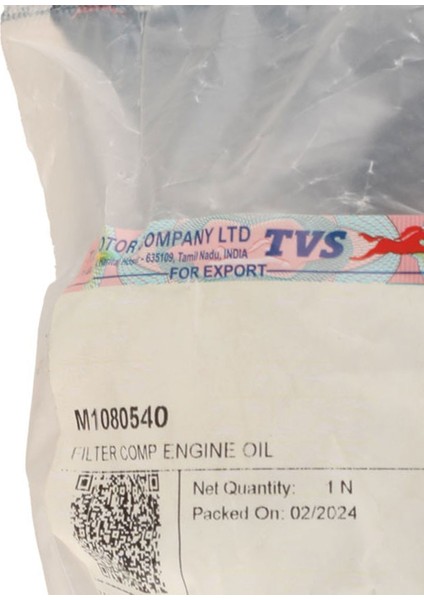 OTOR COMPANY LTD TVS
635109, Tamil Nadu, INDIA
FOR EXPORT
M1080540
FILTER COMP ENGINE OIL
Net Quantity: 1 N
Packed On: 02/2024